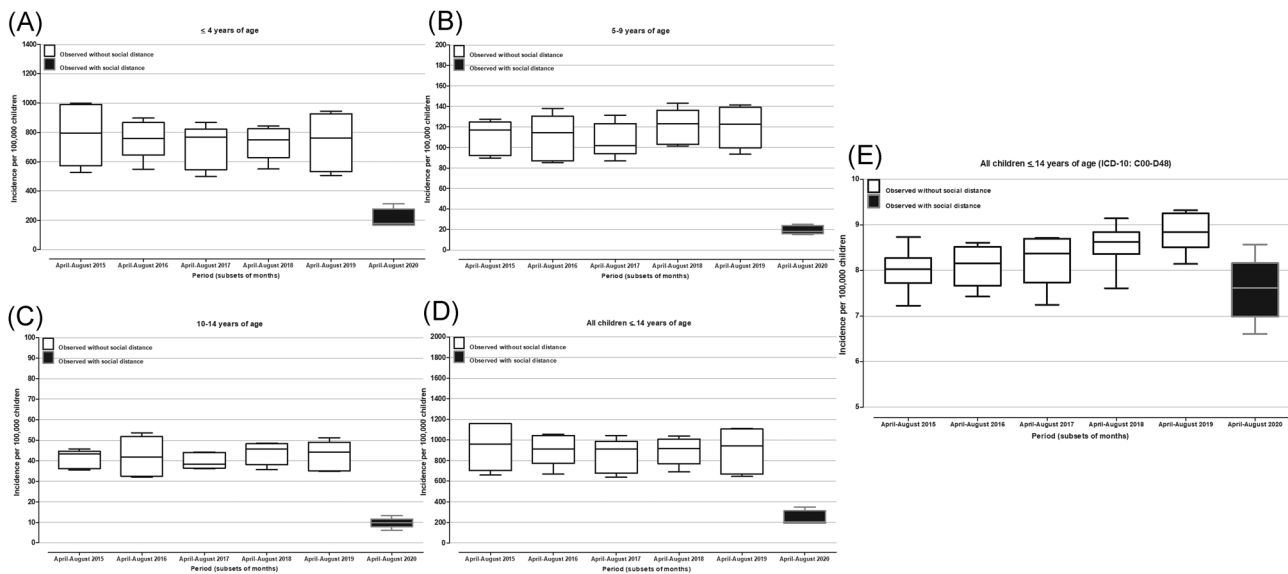 (A)
≤ 4 years of age
Observed without social distance
Observed with social distance
Incidence per 100,000 children
1400
1200
1000
800
600
400
200
0
April-August 2015
April-August 2016
April-August 2017
April-August 2018
April-August 2019
April-August 2020
Period (subsets of months)
(B)
5-9 years of age
Observed without social distance
Observed with social distance
Incidence per 100,000 children
200
180
160
140
120
100
80
60
40
20
0
April-August 2015
April-August 2016
April-August 2017
April-August 2018
April-August 2019
April-August 2020
Period (subsets of months)
(C)
10-14 years of age
Observed without social distance
Observed with social distance
Incidence per 100,000 children
100
90
80
70
60
50
40
30
20
10
0
April-August 2015
April-August 2016
April-August 2017
April-August 2018
April-August 2019
April-August 2020
Period (subsets of months)
(D)
All children ≤ 14 years of age
Observed without social distance
Observed with social distance
Incidence per 100,000 children
2000
1800
1600
1400
1200
1000
800
600
400
200
0
April-August 2015
April-August 2016
April-August 2017
April-August 2018
April-August 2019
April-August 2020
Period (subsets of months)
(E)
All children ≤ 14 years of age (ICD-10: C00-D48)
Observed without social distance
Observed with social distance
Incidence per 100,000 children
10
9
8
7
6
5
April-August 2015
April-August 2016
April-August 2017
April-August 2018
April-August 2019
April-August 2020
Period (subsets of months)